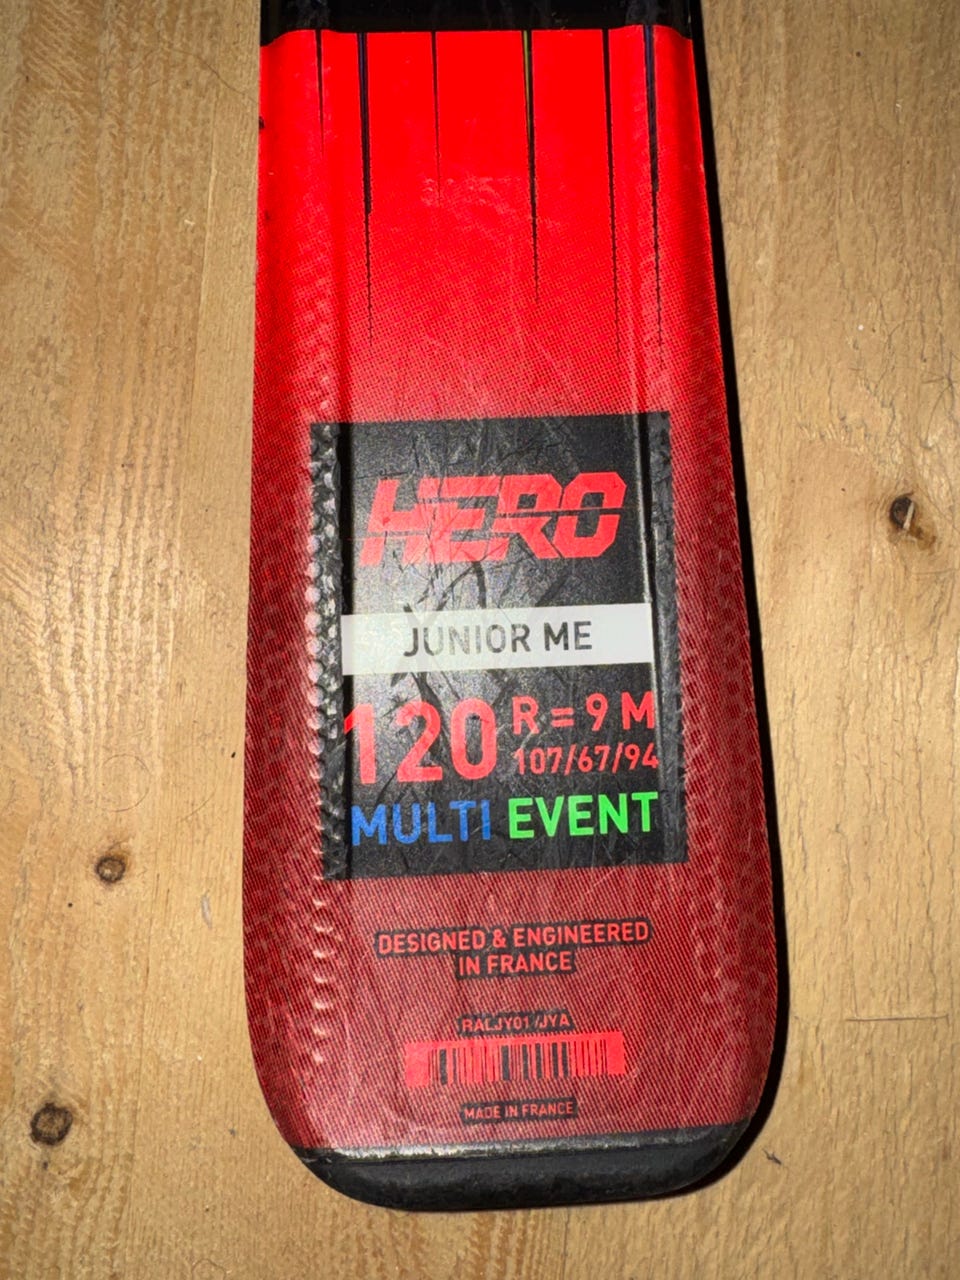 HERO
JUNIOR ME
120 R = 9 M
107/67/94
MULTI EVENT
DESIGNED & ENGINEERED
IN FRANCE
RALJY01 /JYA
MADE IN FRANCE